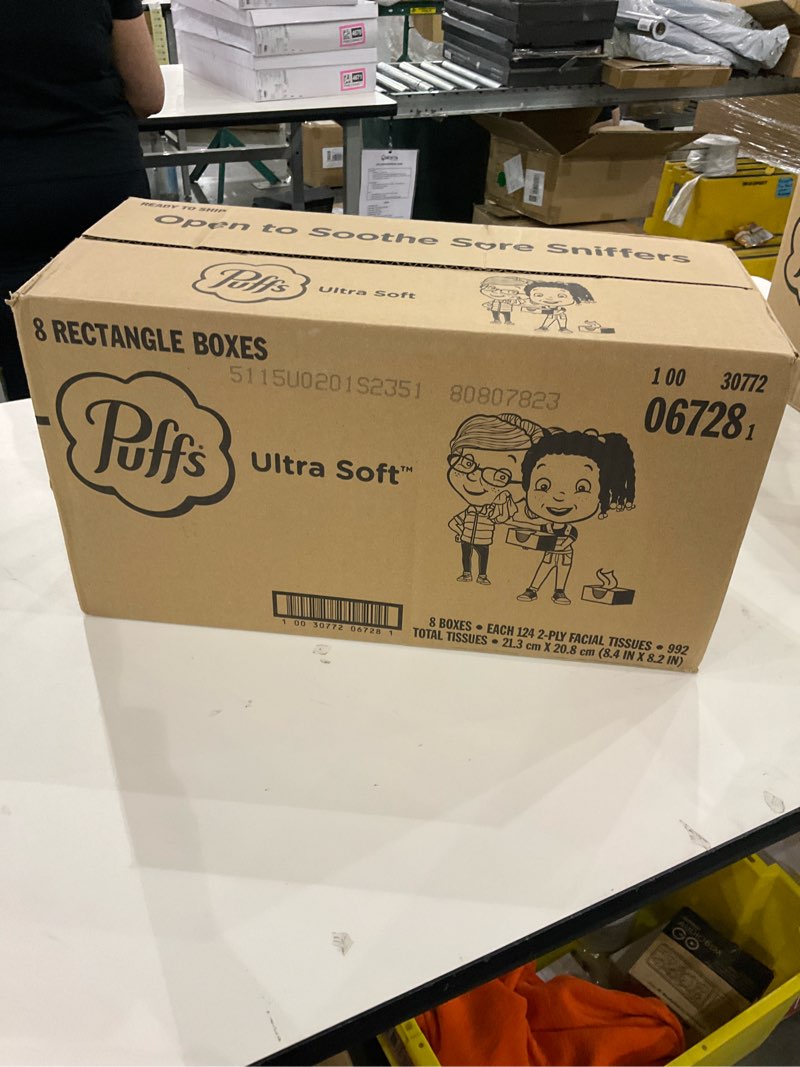 READY TO SHIP
Open to Soothe Sore Sniffers
Puffs Ultra Soft
8 RECTANGLE BOXES
5115U0201S2351 80807823
1 00 30772
06728 1
Puffs Ultra Soft™
1 00 30772 06728 1
8 BOXES • EACH 124 2-PLY FACIAL TISSUES • 992
TOTAL TISSUES • 21.3 cm X 20.8 cm (8.4 IN X 8.2 IN)
GO